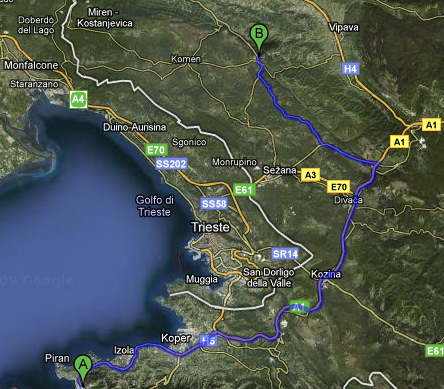 Doberdò
del Lago
Miren -
Kostanjevica
B
Vipava
Komen
Monfalcone
H4
Staranzano
A4
A1
Duino-Aurisina
A1
Sgonico
E70
SS202
Monrupino
Sežana
A3
E61
E70
Golfo di
Trieste
SS58
Divača
Trieste
SR14
San Dorligo
della Valle
Kozina
Muggia
A1
Koper
Izola
Piran
A
E61